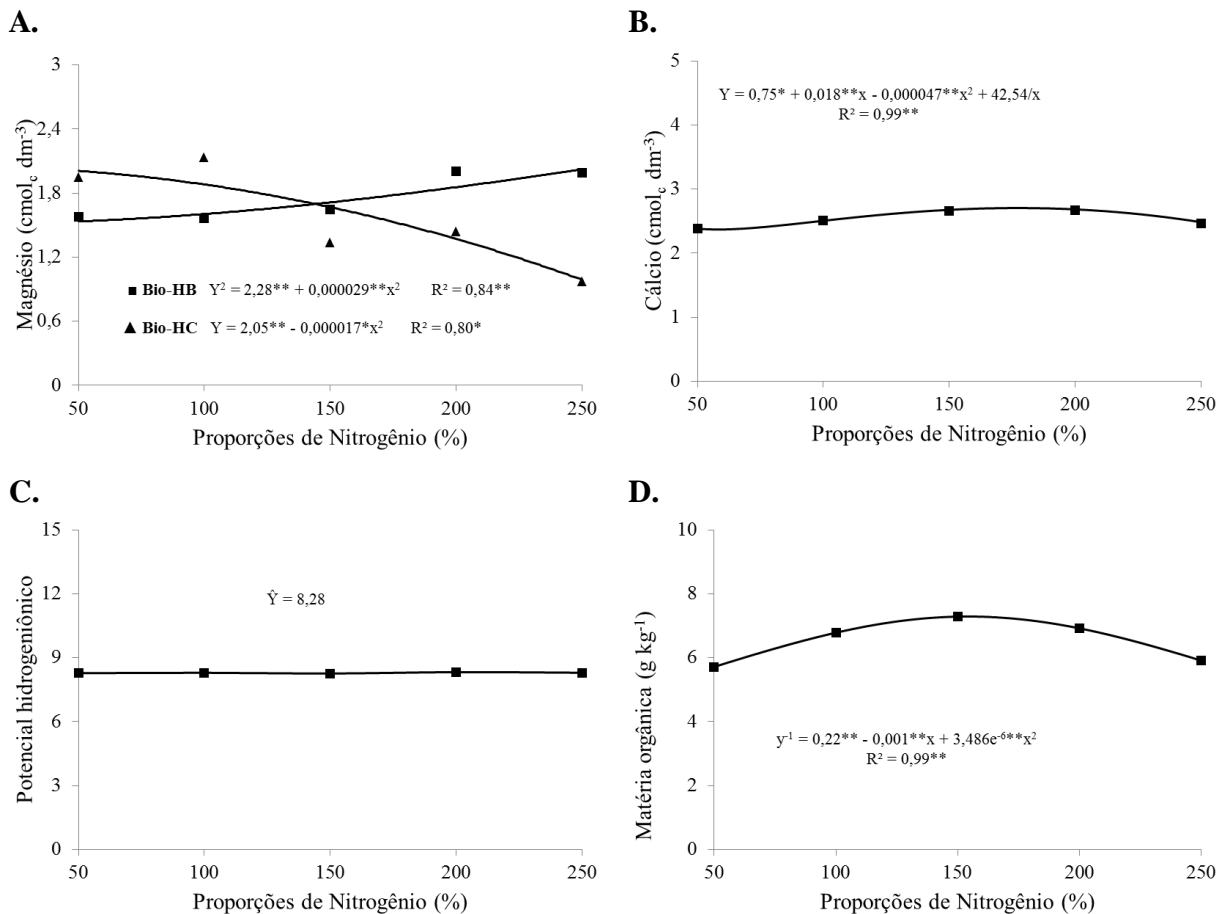 A.
Magnésio (cmolc dm-3)
3
2,4
1,8
1,2
0,6
0
Bio-HB Y2 = 2,28** + 0,000029**x2 R2 = 0,84**
Bio-HC Y = 2,05** - 0,000017*x2 R2 = 0,80*
50 100 150 200 250
Proporções de Nitrogênio (%)
B.
Cálcio (cmolc dm-3)
5
4
3
2
1
0
Y = 0,75* + 0,018**x - 0,000047**x2 + 42,54/x
R2 = 0,99**
50 100 150 200 250
Proporções de Nitrogênio (%)
C.
Potencial hidrogeniônico
15
12
9
6
3
0
Ŷ = 8,28
50 100 150 200 250
Proporções de Nitrogênio (%)
D.
Matéria orgânica (g kg-1)
10
8
6
4
2
0
y-1 = 0,22** - 0,001**x + 3,486e-6**x2
R2 = 0,99**
50 100 150 200 250
Proporções de Nitrogênio (%)